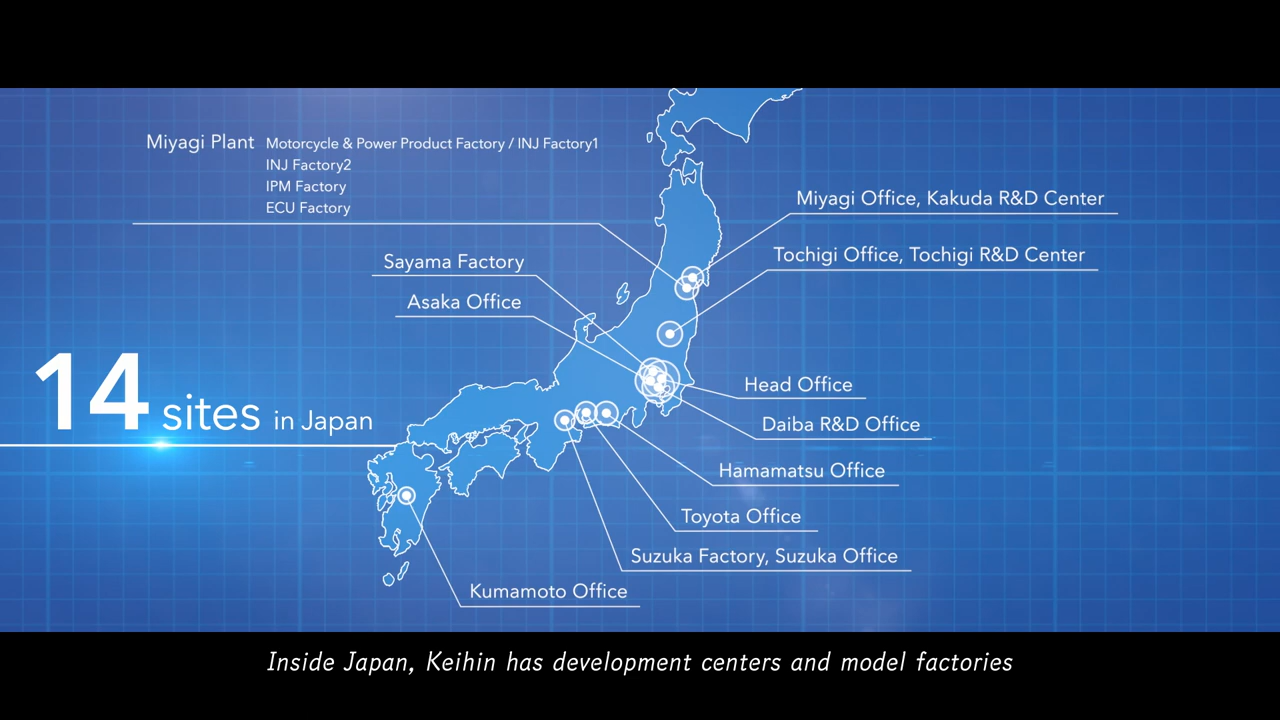 Miyagi Plant Motorcycle & Power Product Factory / INJ Factory1
INJ Factory2
IPM Factory
ECU Factory
Miyagi Office, Kakuda R&D Center
Tochigi Office, Tochigi R&D Center
Sayama Factory
Asaka Office
14 sites in Japan
Head Office
Daiba R&D Office
Hamamatsu Office
Toyota Office
Suzuka Factory, Suzuka Office
Kumamoto Office
Inside Japan, Keihin has development centers and model factories